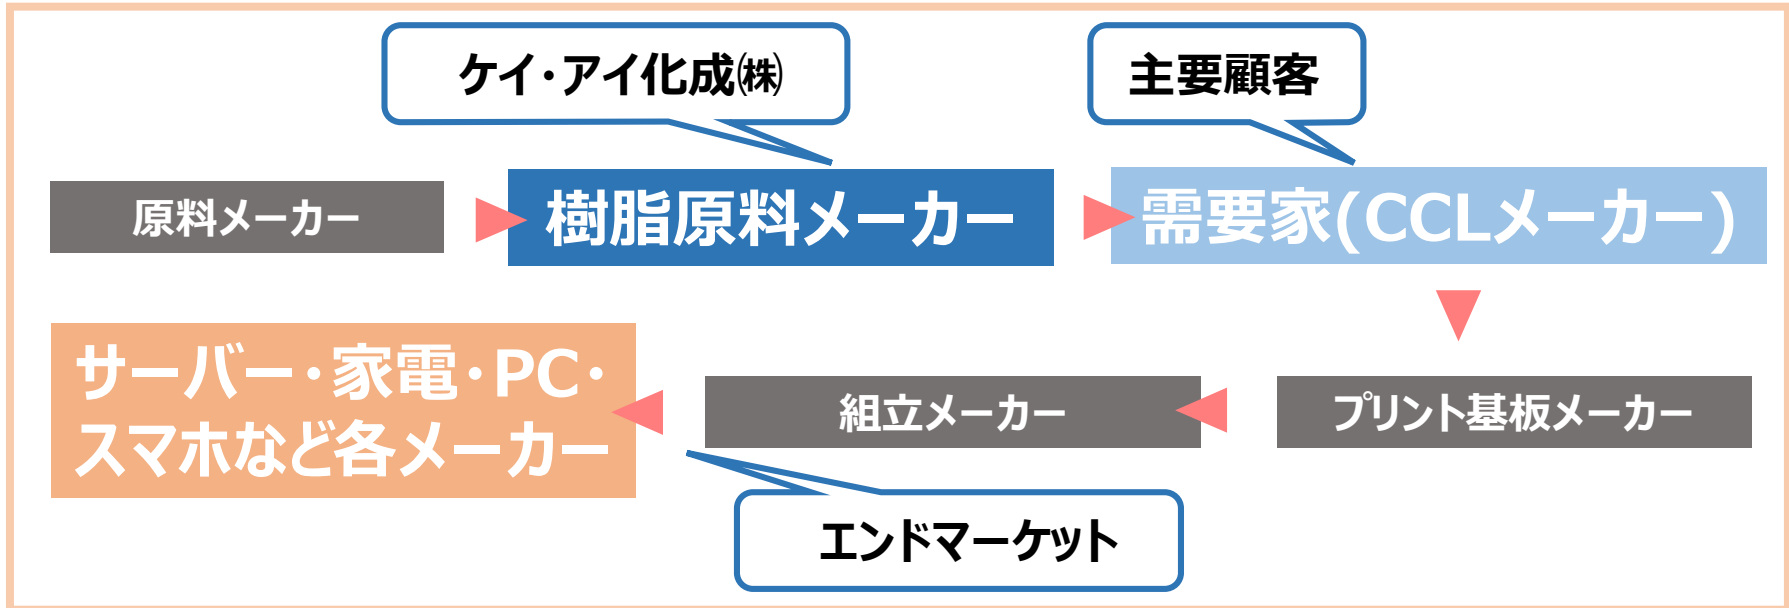 ケイ・アイ化成㈱
主要顧客
原料メーカー
樹脂原料メーカー
需要家(CCLメーカー)
サーバー・家電・PC・
スマホなど各メーカー
組立メーカー
プリント基板メーカー
エンドマーケット